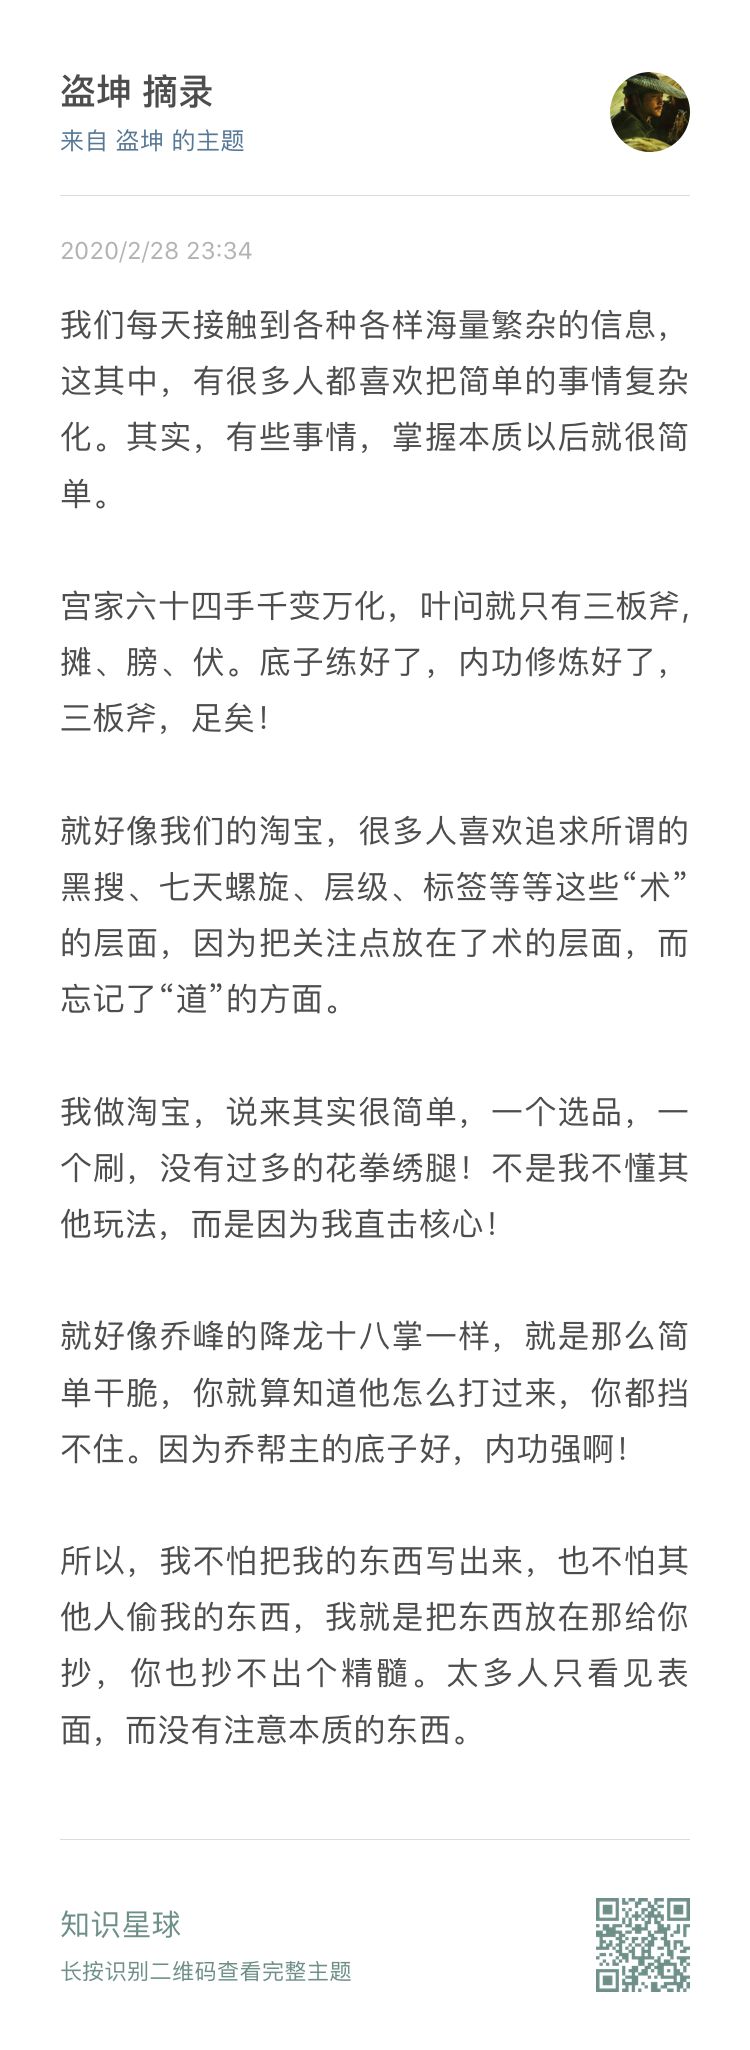 盗坤 摘录
来自 盗坤 的主题
2020/2/28 23:34
我们每天接触到各种各样海量繁杂的信息，
这其中，有很多人都喜欢把简单的事情复杂
化。其实，有些事情，掌握本质以后就很简
单。
宫家六十四手千变万化，叶问就只有三板斧,
摊、膀、伏。底子练好了，内功修炼好了，
三板斧，足矣！
就好像我们的淘宝，很多人喜欢追求所谓的
黑搜、七天螺旋、层级、标签等等这些“术”
的层面，因为把关注点放在了术的层面，而
忘记了“道”的方面。
我做淘宝，说来其实很简单，一个选品，一
个刷，没有过多的花拳绣腿！不是我不懂其
他玩法，而是因为我直击核心！
就好像乔峰的降龙十八掌一样，就是那么简
单干脆，你就算知道他怎么打过来，你都挡
不住。因为乔帮主的底子好，内功强啊！
所以，我不怕把我的东西写出来，也不怕其
他人偷我的东西，我就是把东西放在那给你
抄，你也抄不出个精髓。太多人只看见表
面，而没有注意本质的东西。
知识星球
长按识别二维码查看完整主题